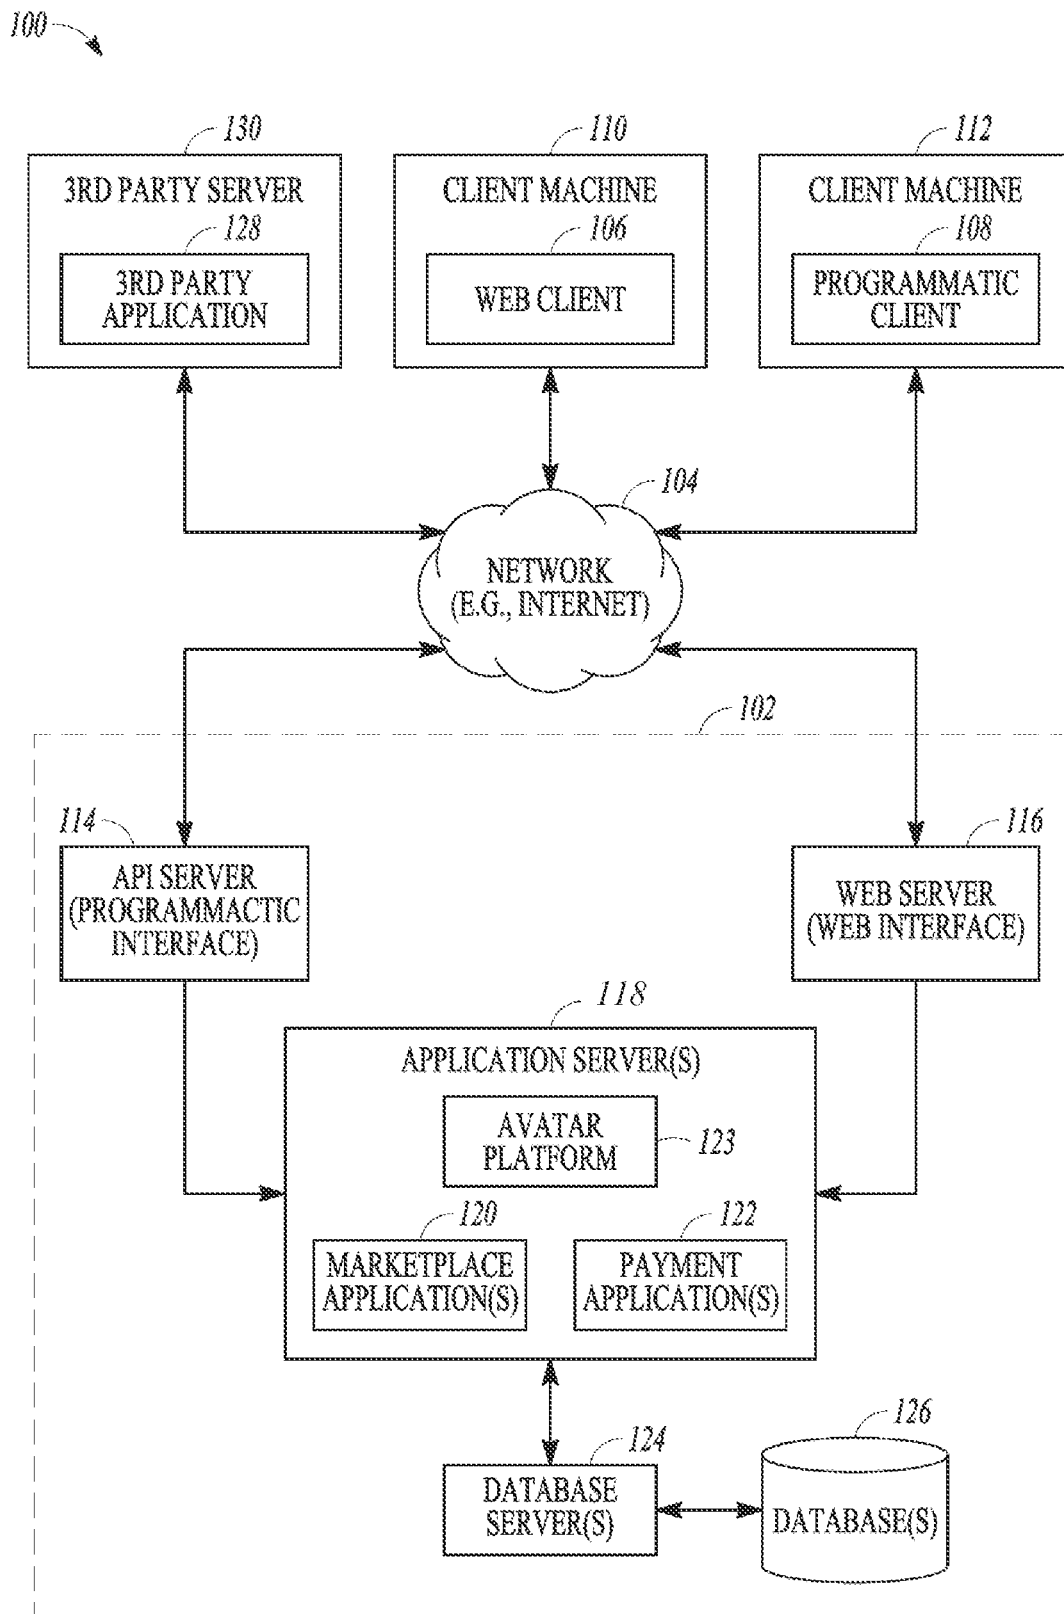 100
130
110
112
3RD PARTY SERVER
CLIENT MACHINE
CLIENT MACHINE
128
106
108
3RD PARTY
APPLICATION
WEB CLIENT
PROGRAMMATIC
CLIENT
104
NETWORK
(E.G., INTERNET)
102
114
116
API SERVER
(PROGRAMMACTIC
INTERFACE)
WEB SERVER
(WEB INTERFACE)
118
APPLICATION SERVER(S)
AVATAR
PLATFORM
123
120
122
MARKETPLACE
APPLICATION(S)
PAYMENT
APPLICATION(S)
124
126
DATABASE
SERVER(S)
DATABASE(S)